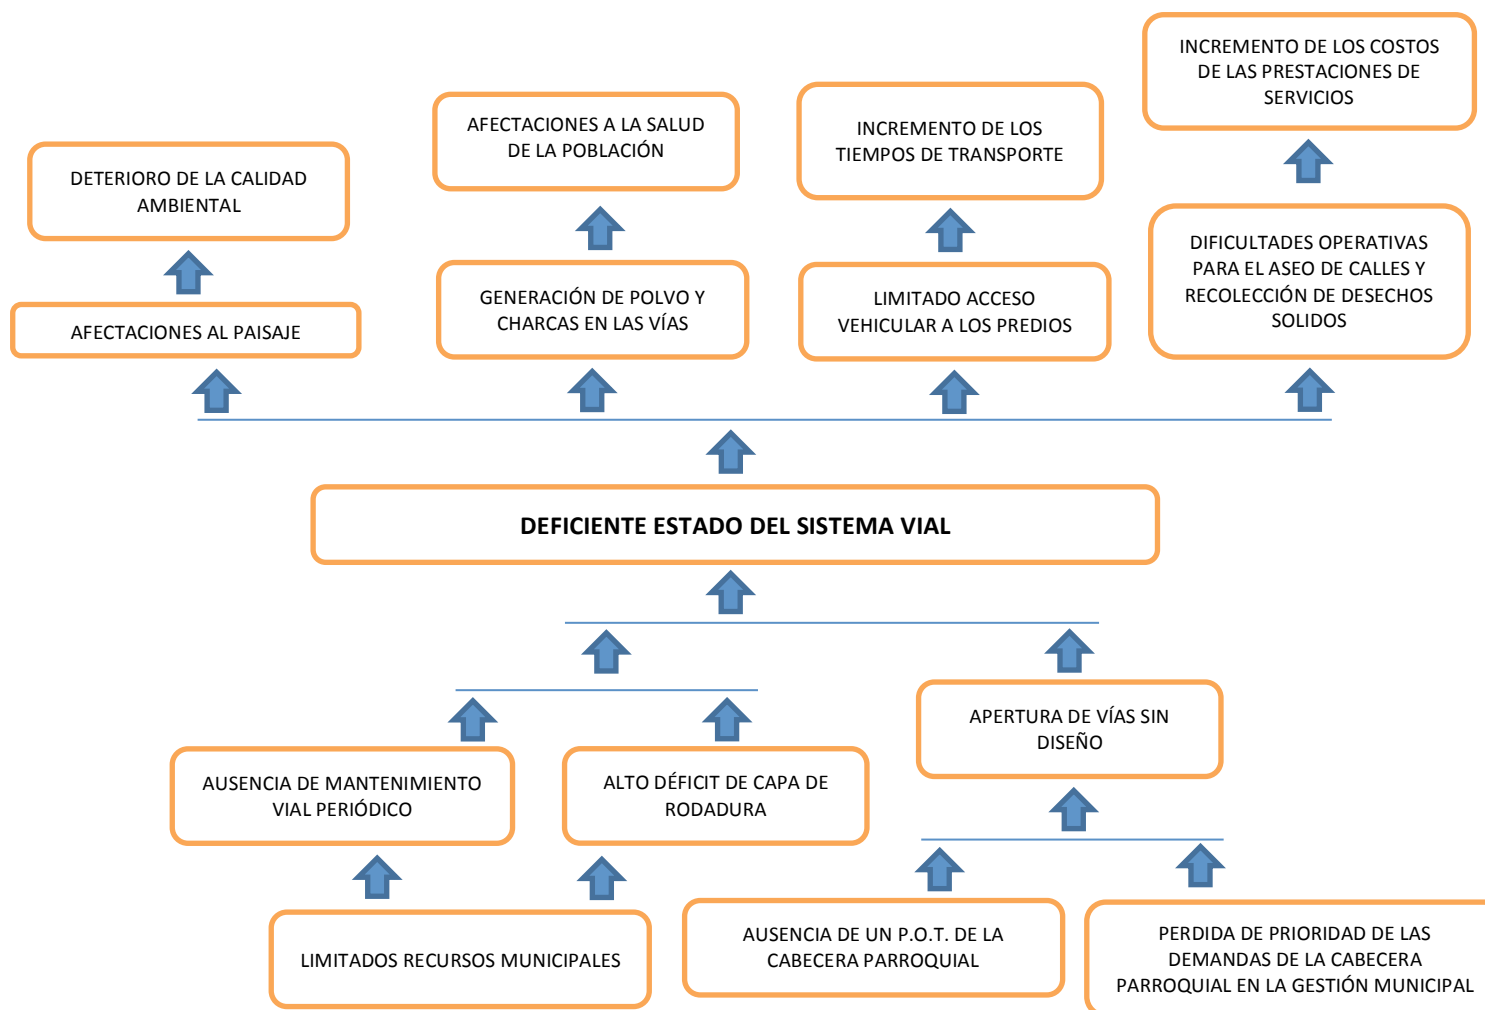 INCREMENTO DE LOS COSTOS
DE LAS PRESTACIONES DE
SERVICIOS
AFECTACIONES A LA SALUD
DE LA POBLACIÓN
INCREMENTO DE LOS
TIEMPOS DE TRANSPORTE
DETERIORO DE LA CALIDAD
AMBIENTAL
DIFICULTADES OPERATIVAS
PARA EL ASEO DE CALLES Y
RECOLECCIÓN DE DESECHOS
SOLIDOS
GENERACIÓN DE POLVO Y
CHARCAS EN LAS VÍAS
LIMITADO ACCESO
VEHICULAR A LOS PREDIOS
AFECTACIONES AL PAISAJE
DEFICIENTE ESTADO DEL SISTEMA VIAL
APERTURA DE VÍAS SIN
DISEÑO
AUSENCIA DE MANTENIMIENTO
VIAL PERIÓDICO
ALTO DÉFICIT DE CAPA DE
RODADURA
LIMITADOS RECURSOS MUNICIPALES
AUSENCIA DE UN P.O.T. DE LA
CABECERA PARROQUIAL
PERDIDA DE PRIORIDAD DE LAS
DEMANDAS DE LA CABECERA
PARROQUIAL EN LA GESTIÓN MUNICIPAL